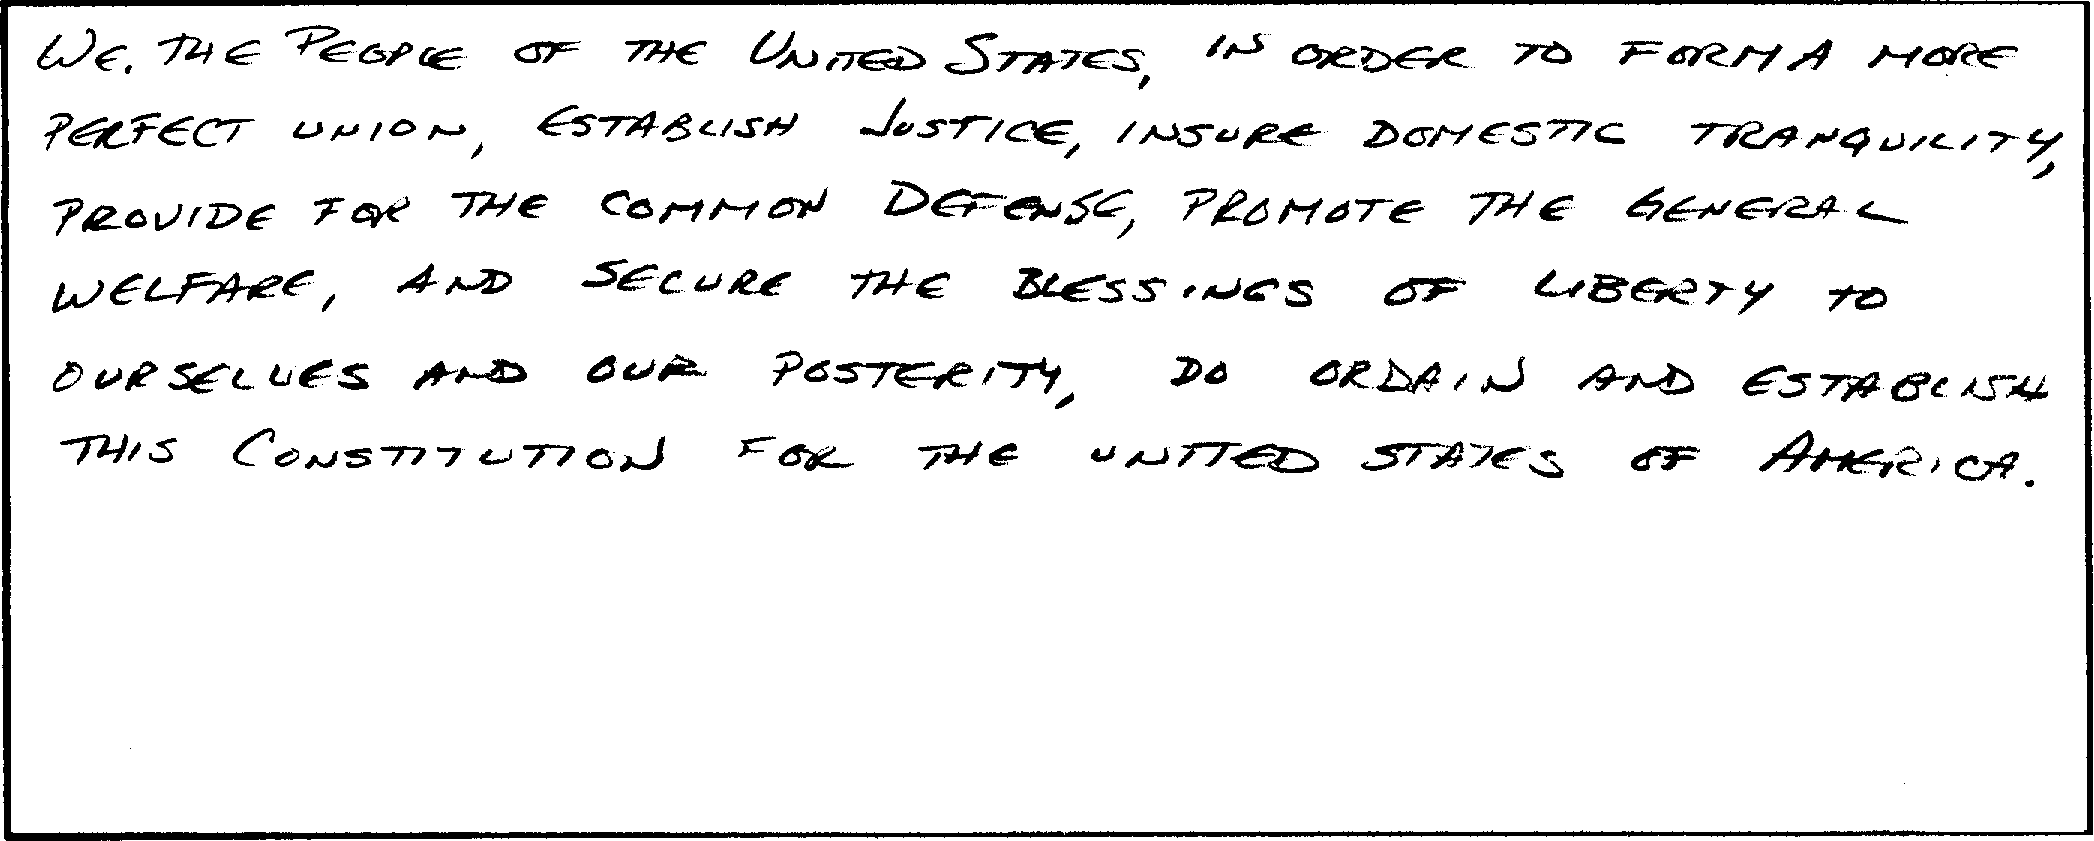 WE, THE PEOPLE OF THE UNITED STATES, IN ORDER TO FORM A MORE
PERFECT UNION, ESTABLISH JUSTICE, INSURE DOMESTIC TRANQUILITY,
PROVIDE FOR THE COMMON DEFENSE, PROMOTE THE GENERAL
WELFARE, AND SECURE THE BLESSINGS OF LIBERTY TO
OURSELVES AND OUR POSTERITY, DO ORDAIN AND ESTABLISH
THIS CONSTITUTION FOR THE UNITED STATES OF AMERICA.